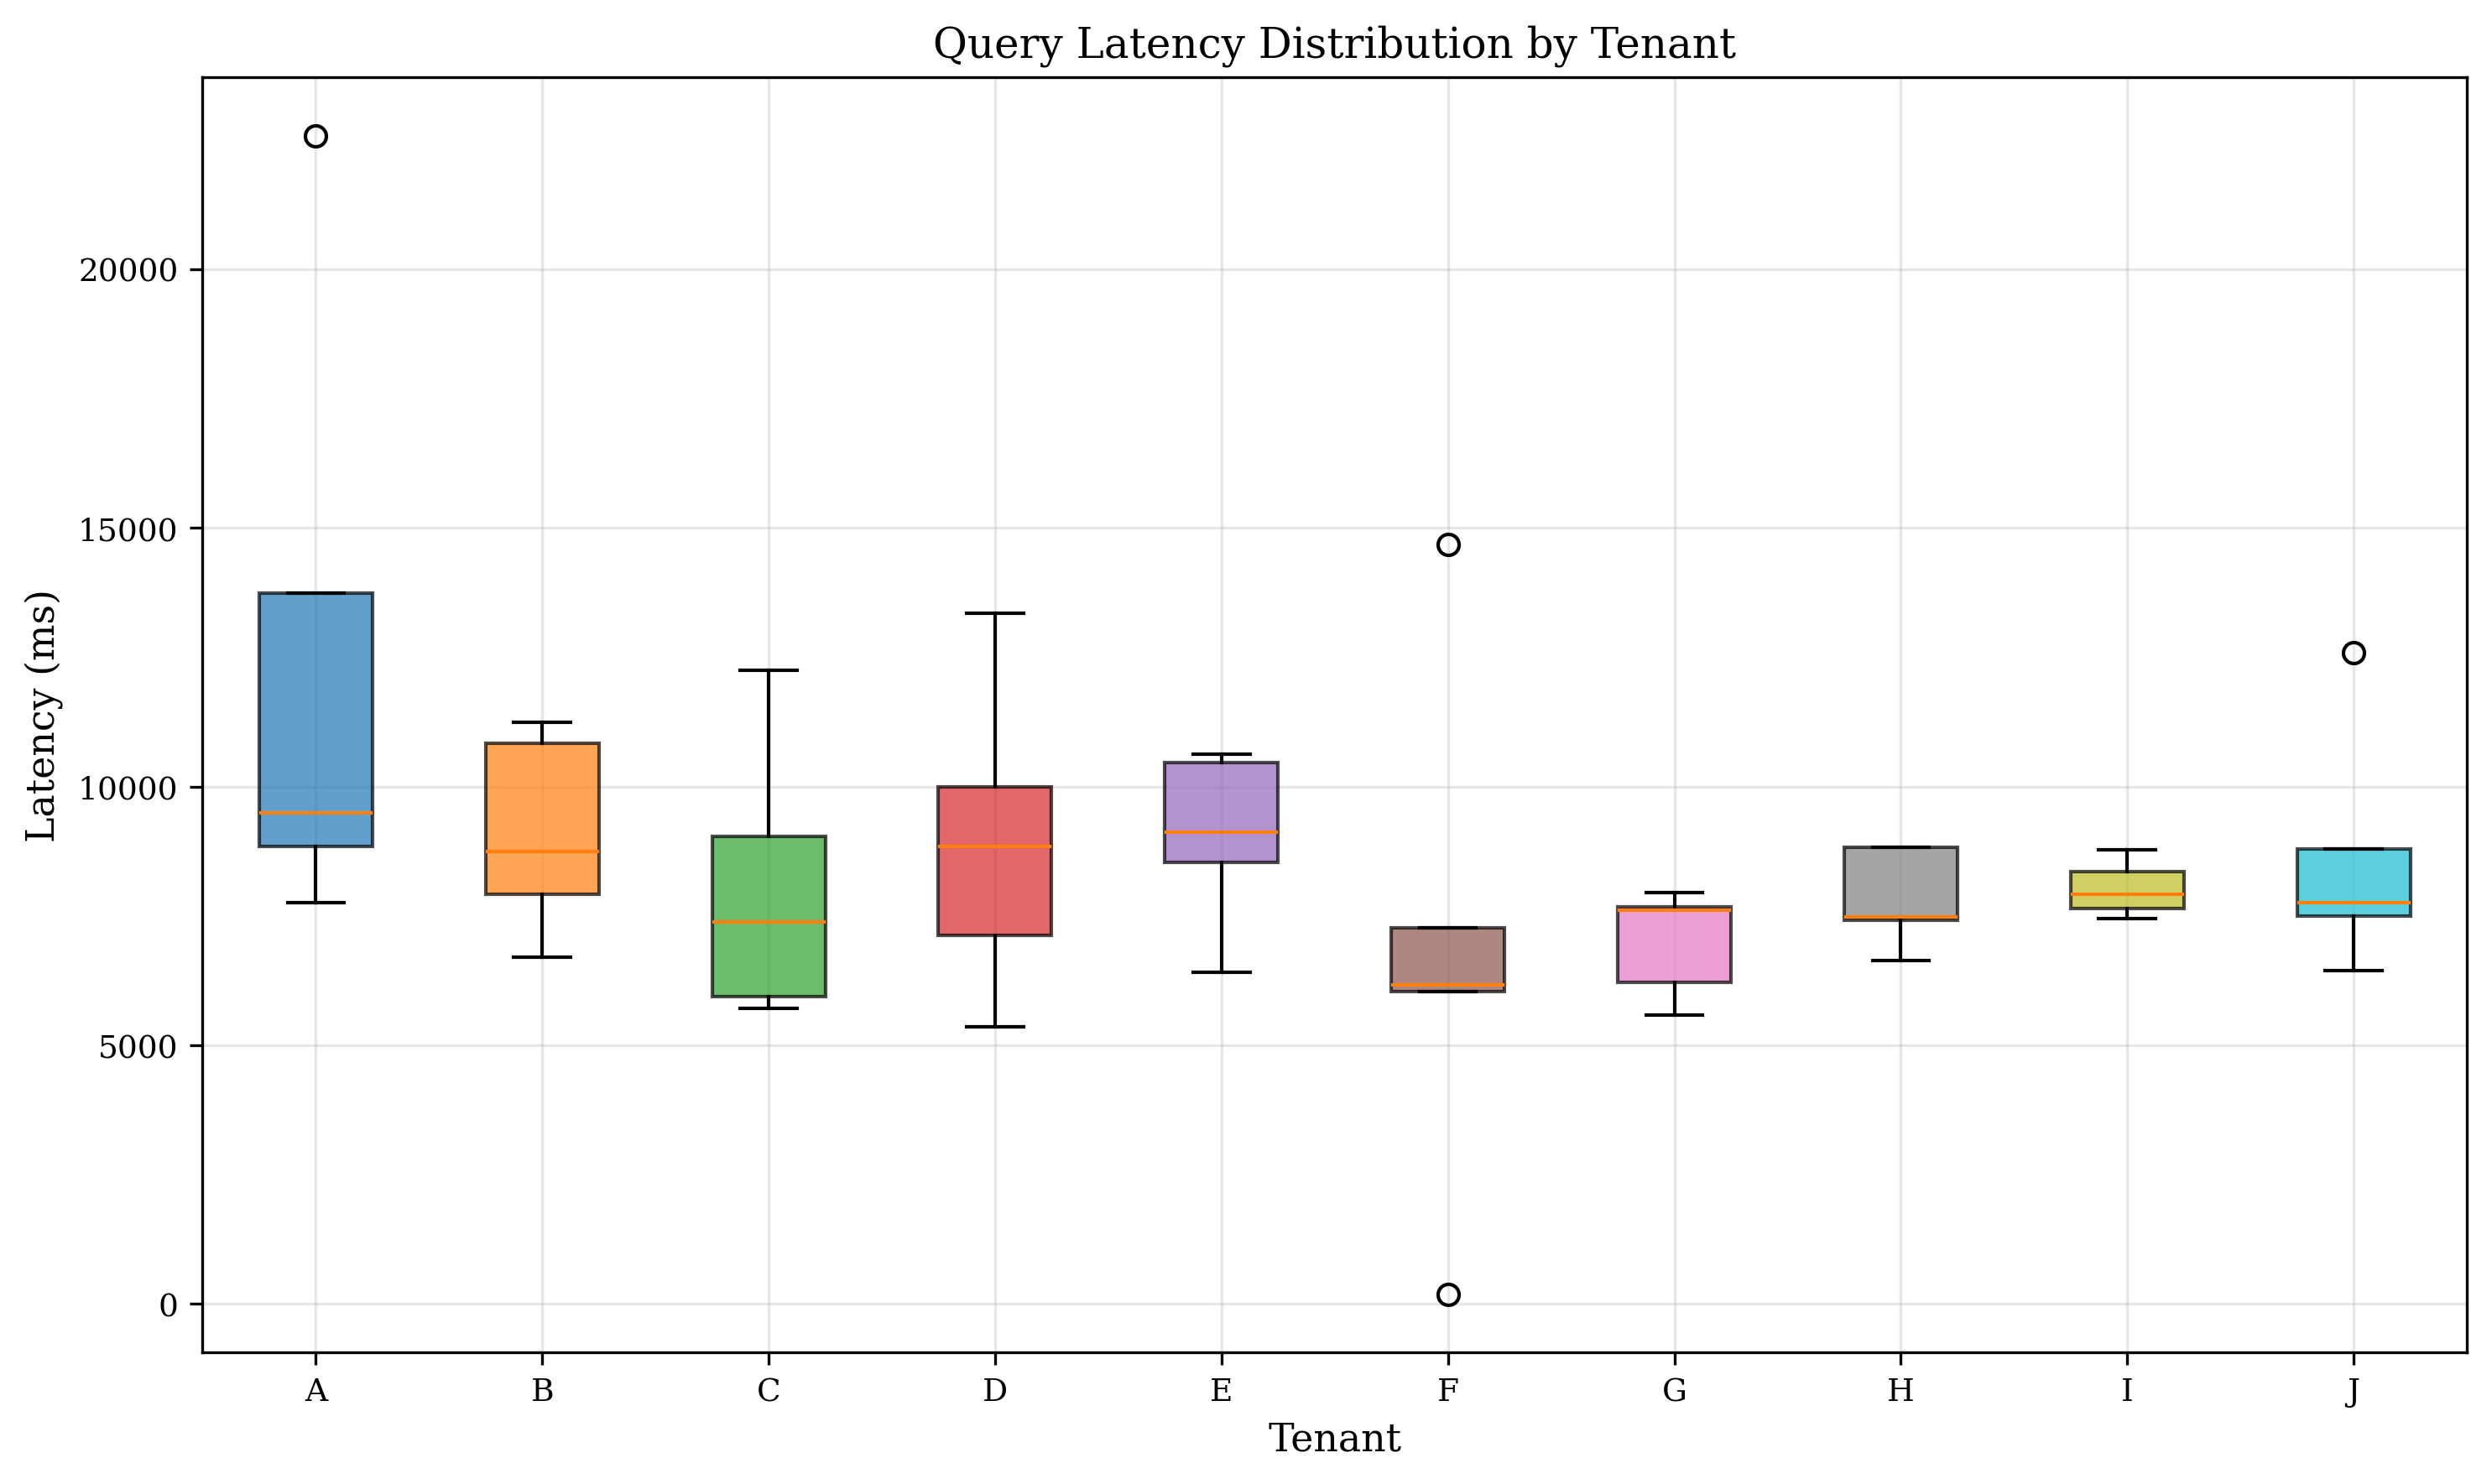 Query Latency Distribution by Tenant
Latency (ms)
20000
15000
10000
5000
0
A B C D E F G H I J
Tenant